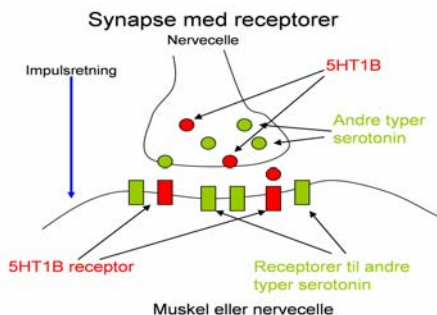 Synapse med receptorer
Nervecelle
5HT1B
Impulsretning
Andre typer
serotonin
5HT1B receptor
Receptorer til andre
typer serotonin
Muskel eller nervecelle